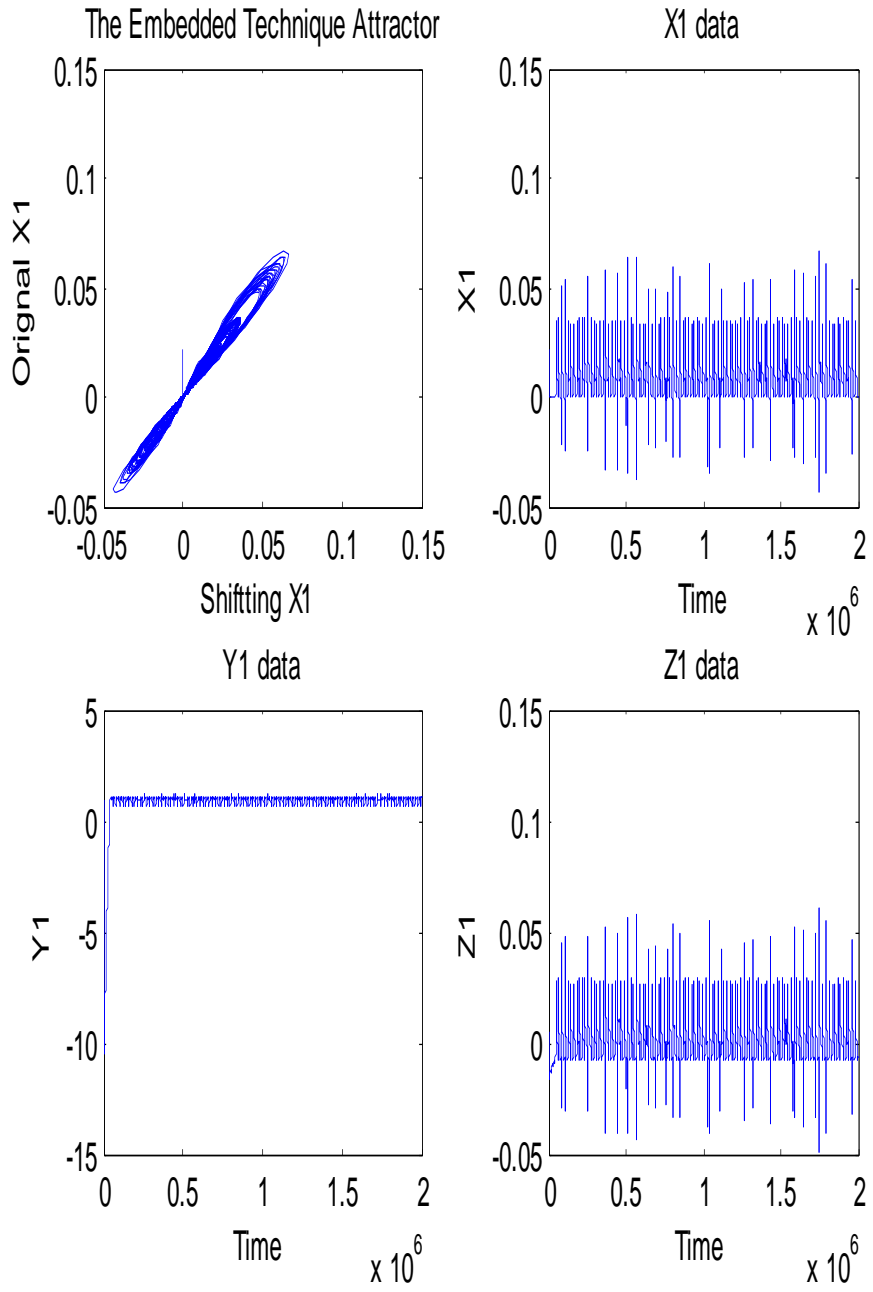 The Embedded Technique Attractor
0.15
0.1
0.05
0
-0.05
Orignal X1
-0.05 0 0.05 0.1 0.15
Shiftting X1
X1 data
0.15
0.1
0.05
0
-0.05
X1
0 0.5 1 1.5 2
Time
x 10^6
Y1 data
5
0
-5
-10
-15
Y1
0 0.5 1 1.5 2
Time
x 10^6
Z1 data
0.15
0.1
0.05
0
-0.05
Z1
0 0.5 1 1.5 2
Time
x 10^6